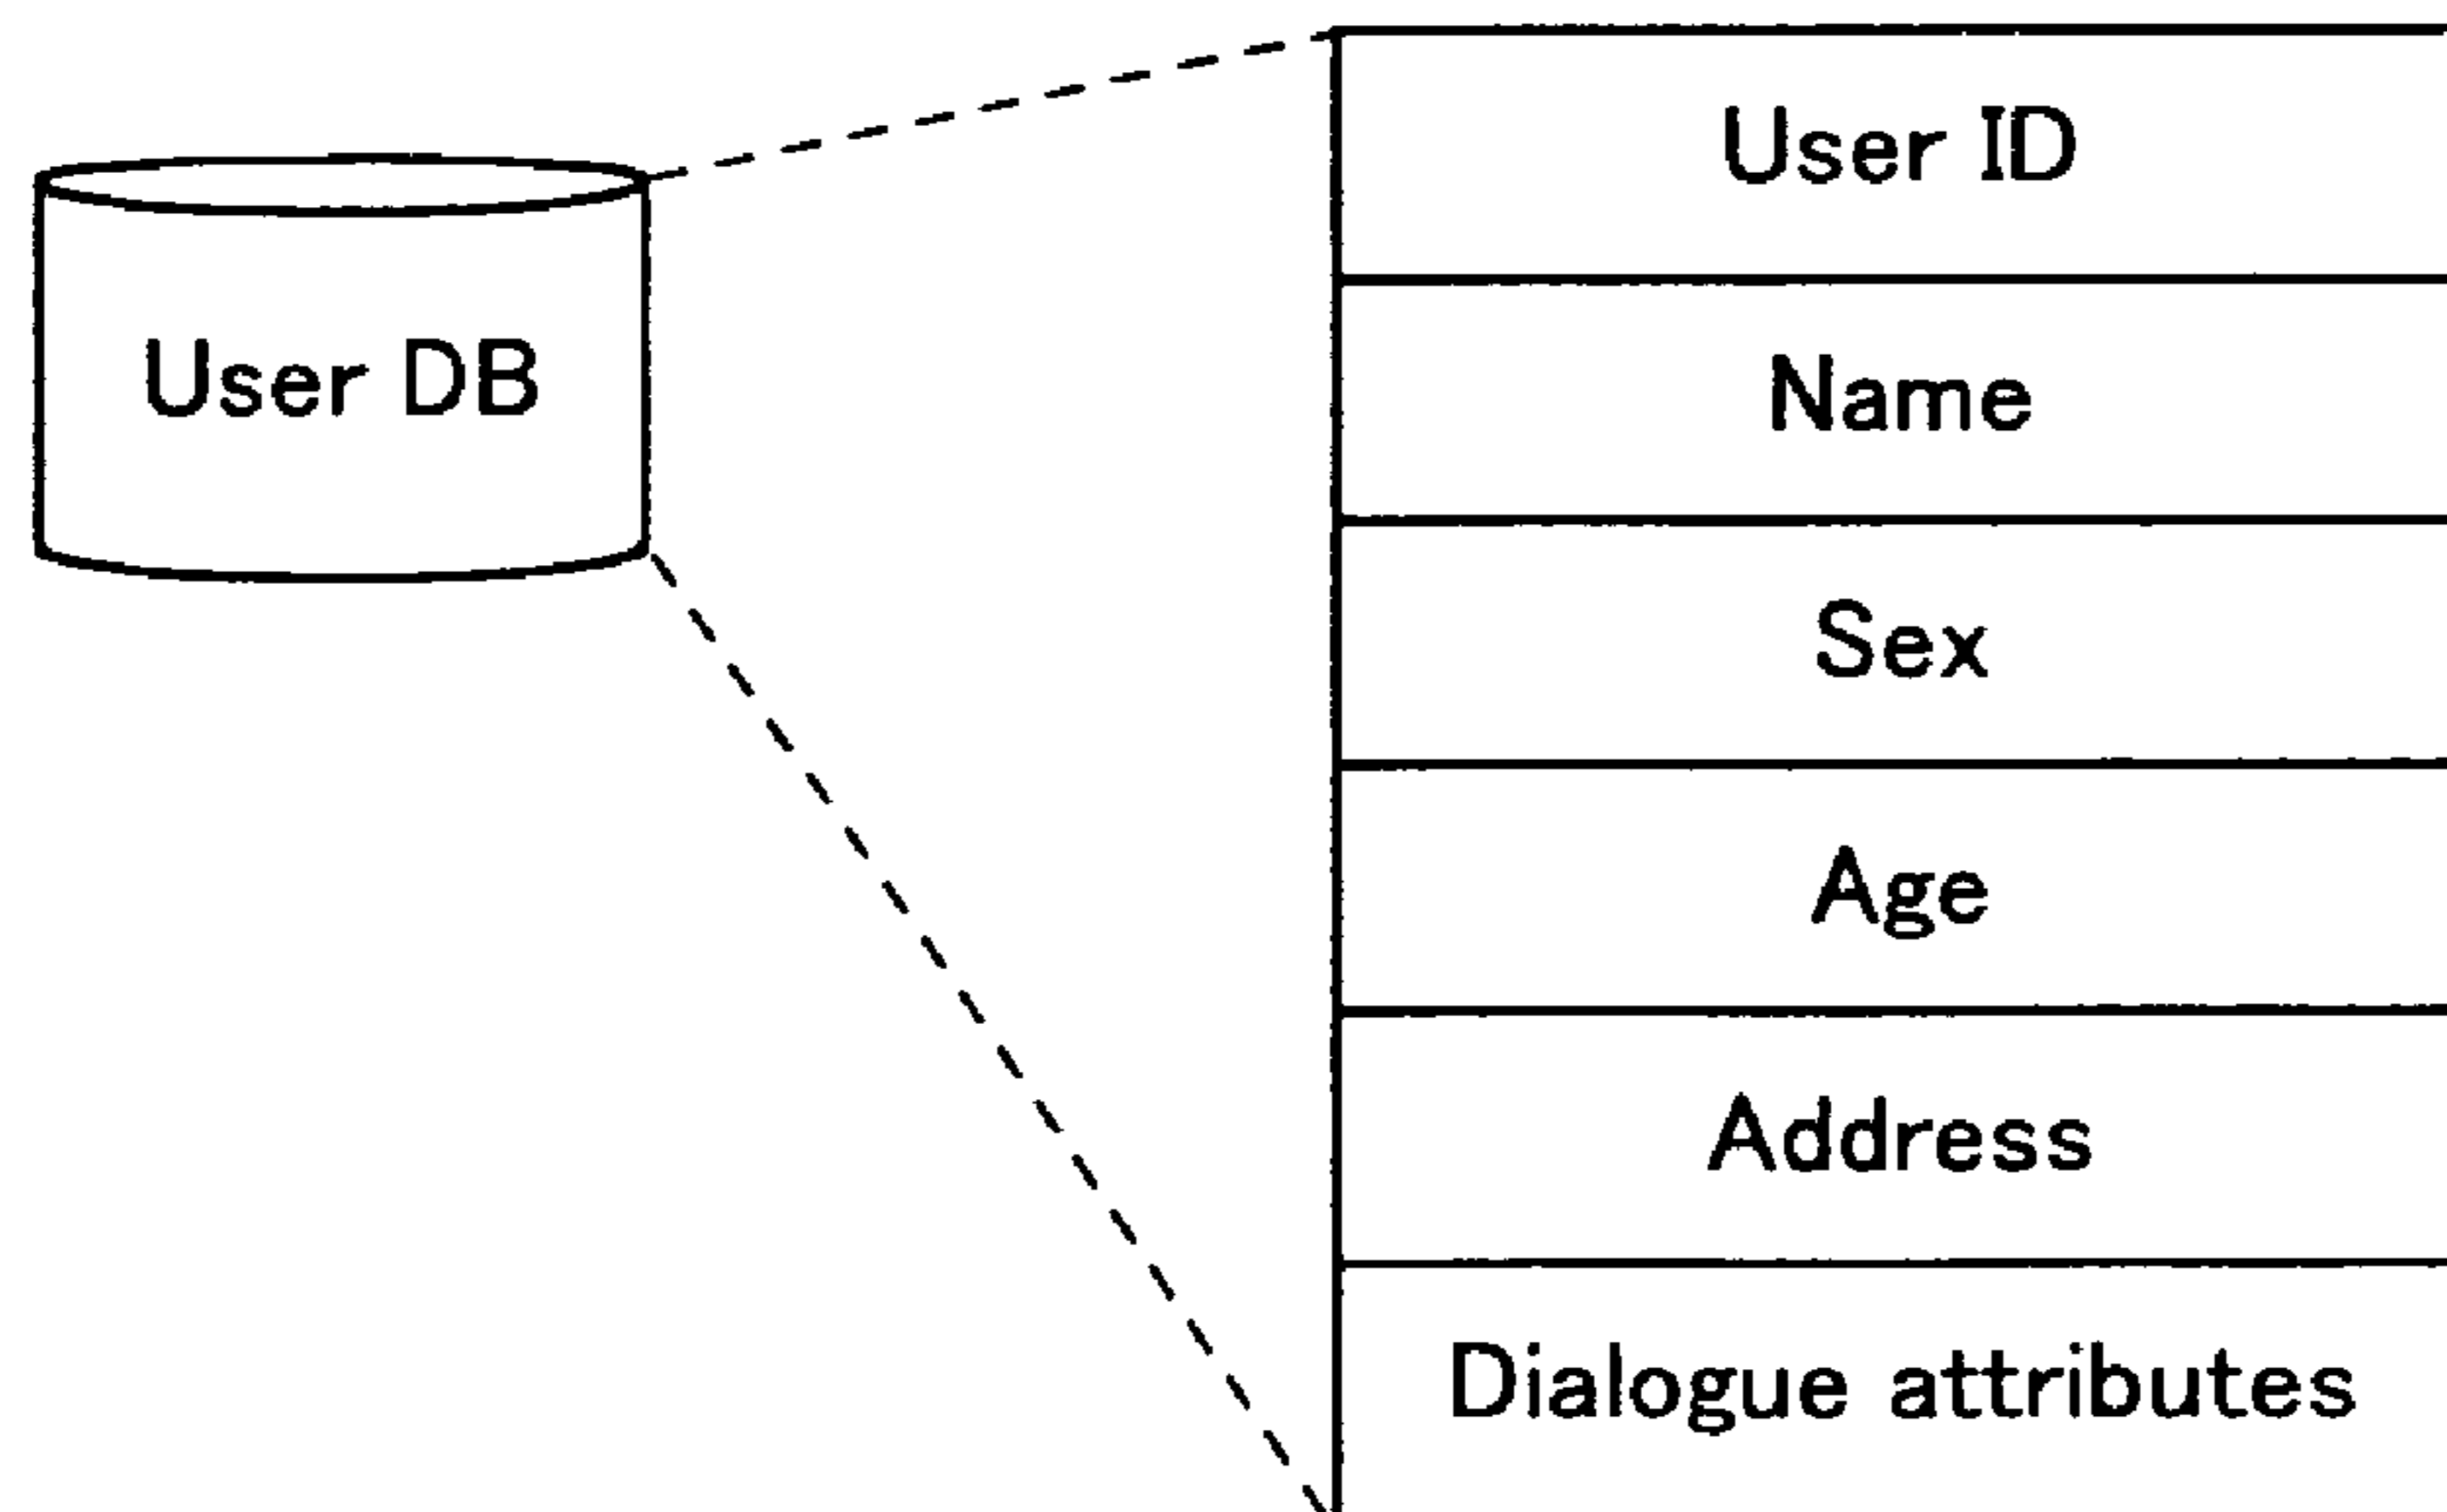 User DB
User ID
Name
Sex
Age
Address
Dialogue attributes